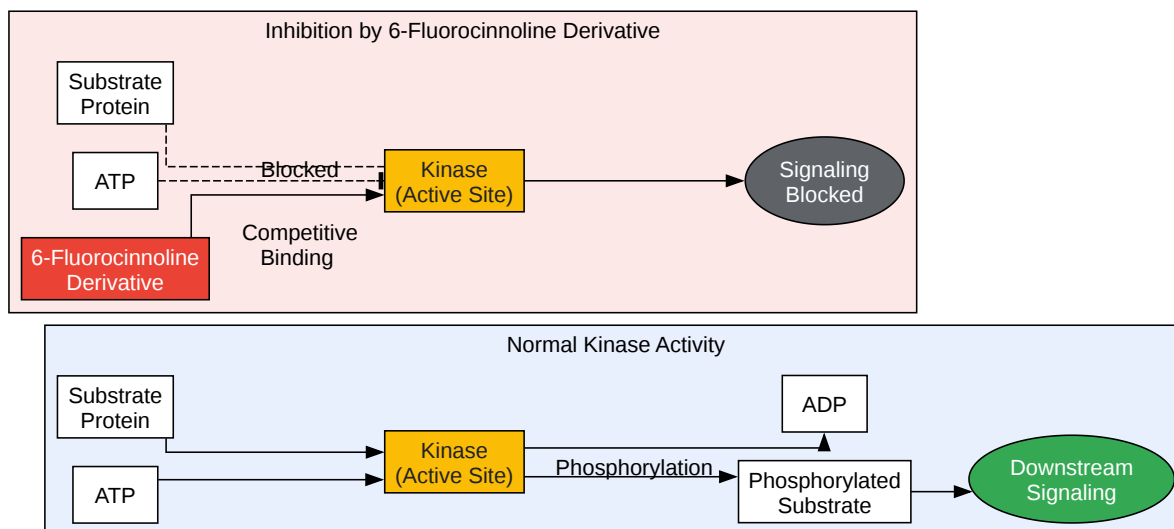 Inhibition by 6-Fluorocinnoline Derivative
Substrate
Protein
ATP
Blocked
Kinase
(Active Site)
Signaling
Blocked
Competitive
Binding
6-Fluorocinnoline
Derivative
Normal Kinase Activity
Substrate
Protein
ATP
Kinase
(Active Site)
Phosphorylation
ADP
Phosphorylated
Substrate
Downstream
Signaling